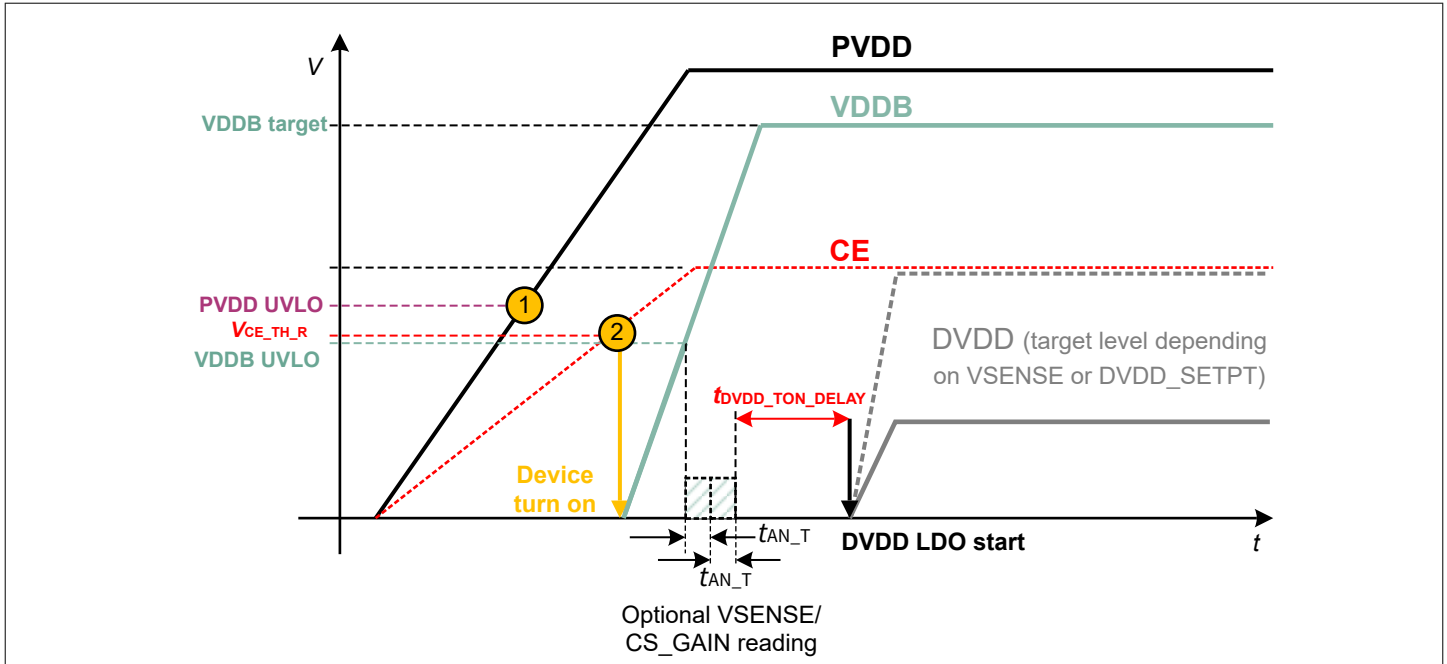 PVDD
V
VDDB
VDDB target
CE
PVDD UVLO
1
VCE_TH_R
2
VDDB UVLO
DVDD (target level depending
on VSENSE or DVDD_SETPT)
tDVDD_TON_DELAY
Device
turn on
tAN_T
DVDD LDO start
t
tAN_T
Optional VSENSE/
CS_GAIN reading